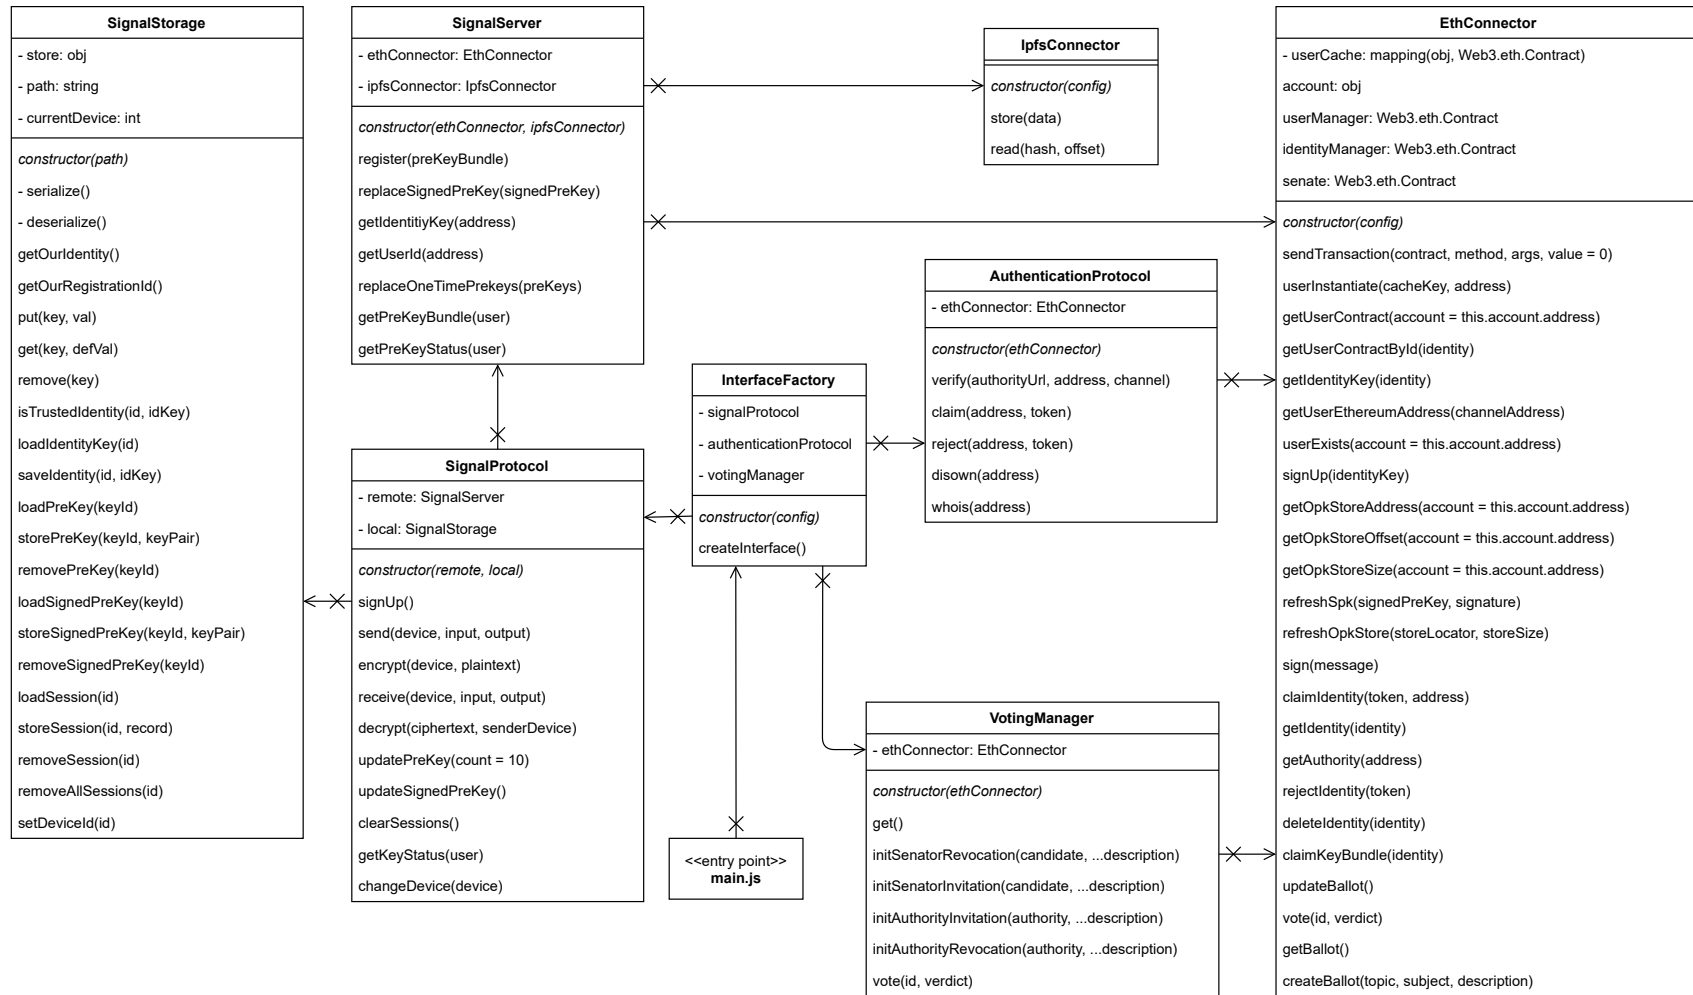 SignalStorage
- store: obj
- path: string
- currentDevice: int
constructor(path)
- serialize()
- deserialize()
getOurIdentity()
getOurRegistrationId()
put(key, val)
get(key, defVal)
remove(key)
isTrustedIdentity(id, idKey)
loadIdentityKey(id)
saveIdentity(id, idKey)
loadPreKey(keyId)
storePreKey(keyId, keyPair)
removePreKey(keyId)
loadSignedPreKey(keyId)
storeSignedPreKey(keyId, keyPair)
removeSignedPreKey(keyId)
loadSession(id)
storeSession(id, record)
removeSession(id)
removeAllSessions(id)
setDeviceId(id)
SignalServer
- ethConnector: EthConnector
- ipfsConnector: IpfsConnector
constructor(ethConnector, ipfsConnector)
register(preKeyBundle)
replaceSignedPreKey(signedPreKey)
getIdentitiyKey(address)
getUserId(address)
replaceOneTimePrekeys(preKeys)
getPreKeyBundle(user)
getPreKeyStatus(user)
SignalProtocol
- remote: SignalServer
- local: SignalStorage
constructor(remote, local)
signUp()
send(device, input, output)
encrypt(device, plaintext)
receive(device, input, output)
decrypt(ciphertext, senderDevice)
updatePreKey(count = 10)
updateSignedPreKey()
clearSessions()
getKeyStatus(user)
changeDevice(device)
IpfsConnector
constructor(config)
store(data)
read(hash, offset)
InterfaceFactory
- signalProtocol
- authenticationProtocol
- votingManager
constructor(config)
createInterface()
<<entry point>>
main.js
AuthenticationProtocol
- ethConnector: EthConnector
constructor(ethConnector)
verify(authorityUrl, address, channel)
claim(address, token)
reject(address, token)
disown(address)
whois(address)
VotingManager
- ethConnector: EthConnector
constructor(ethConnector)
get()
initSenatorRevocation(candidate, ...description)
initSenatorInvitation(candidate, ...description)
initAuthorityInvitation(authority, ...description)
initAuthorityRevocation(authority, ...description)
vote(id, verdict)
EthConnector
- userCache: mapping(obj, Web3.eth.Contract)
account: obj
userManager: Web3.eth.Contract
identityManager: Web3.eth.Contract
senate: Web3.eth.Contract
constructor(config)
sendTransaction(contract, method, args, value = 0)
userInstantiate(cacheKey, address)
getUserContract(account = this.account.address)
getUserContractById(identity)
getIdentityKey(identity)
getUserEthereumAddress(channelAddress)
userExists(account = this.account.address)
signUp(identityKey)
getOpkStoreAddress(account = this.account.address)
getOpkStoreOffset(account = this.account.address)
getOpkStoreSize(account = this.account.address)
refreshSpk(signedPreKey, signature)
refreshOpkStore(storeLocator, storeSize)
sign(message)
claimIdentity(token, address)
getIdentity(identity)
getAuthority(address)
rejectIdentity(token)
deleteIdentity(identity)
claimKeyBundle(identity)
updateBallot()
vote(id, verdict)
getBallot()
createBallot(topic, subject, description)